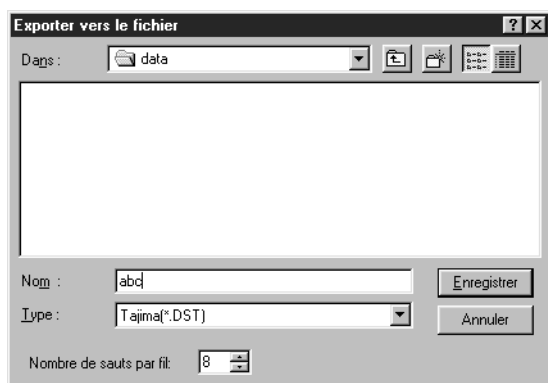 Exporter vers le fichier
Dans : data
Nom : abc
Enregistrer
Type : Tajima(*.DST)
Annuler
Nombre de sauts par fil: 8